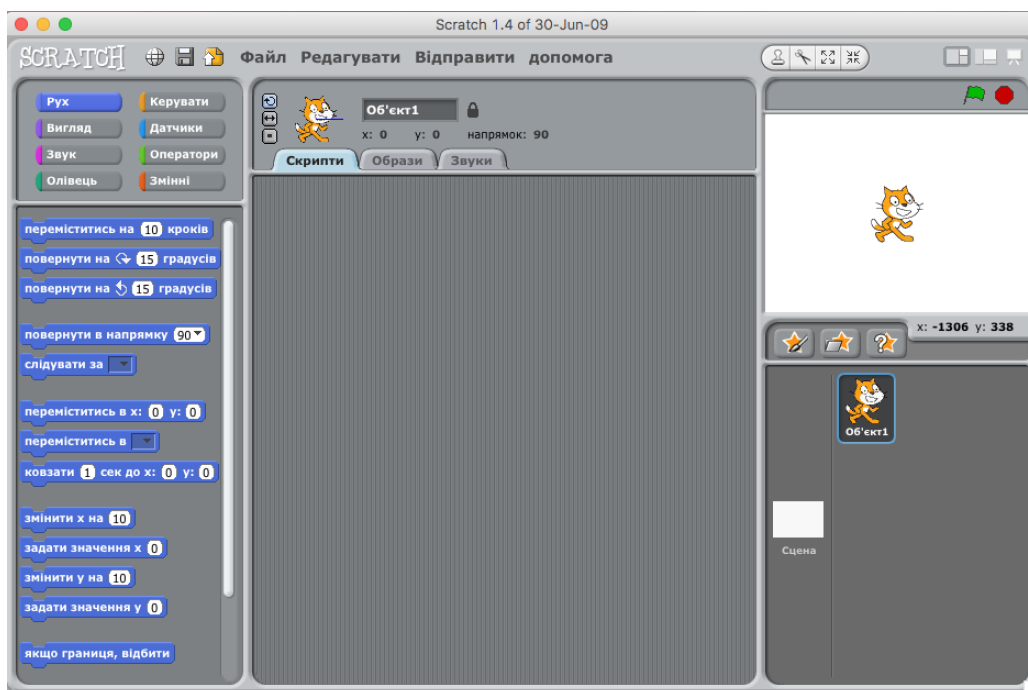 Scratch 1.4 of 30-Jun-09
SCRATCH Файл Редагувати Відправити допомога
Рух Керувати
Вигляд Датчики
Звук Оператори
Олівець Змінні
Об'єкт1
x: 0 y: 0 напрямок: 90
Скрипти Образи Звуки
переміститись на 10 кроків
повернути на 15 градусів
повернути на 15 градусів
повернути в напрямку 90
слідувати за
переміститись в x: 0 y: 0
переміститись в
ковзати 1 сек до x: 0 y: 0
змінити x на 10
задати значення x 0
змінити y на 10
задати значення y 0
якщо границя, відбити
x: -1306 y: 338
Об'єкт1
Сцена